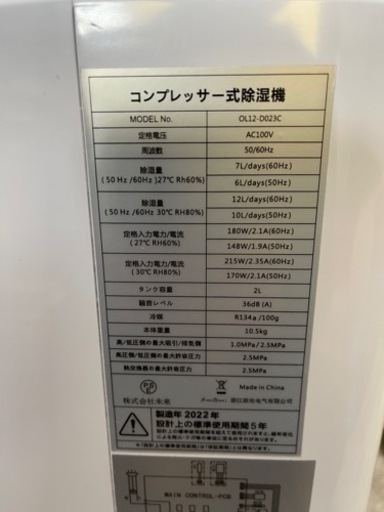 コンプレッサー式除湿機
MODEL No. OL12-D023C
定格電圧 AC100V
周波数 50/60Hz
除湿量 7L/days(60Hz)
(50 Hz /60Hz )27℃ Rh60%) 6L/days(50Hz)
除湿量 12L/days(60Hz)
(50 Hz /60Hz 30℃ RH80%) 10L/days(50Hz)
定格入力電力/電流 180W/2.1A(60Hz)
(27℃ RH60%) 148W/1.9A(50Hz)
定格入力電力/電流 215W/2.35A(60Hz)
(30℃ RH80%) 170W/2.1A(50Hz)
タンク容量 2L
騒音レベル 36dB (A)
冷媒 R134a /100g
本体重量 10.5kg
高/低圧側の最大吸引/排気側 1.0MPa/2.5MPa
高圧側/低圧側の最大許容圧力 2.5MPa
熱交換器の最大許容圧力 2.5MPa
PSE
Made in China
株式会社未来
メーカー:
製造年 2022年
設計上の標準使用期間 5年
MAIN CONTROL-PCB